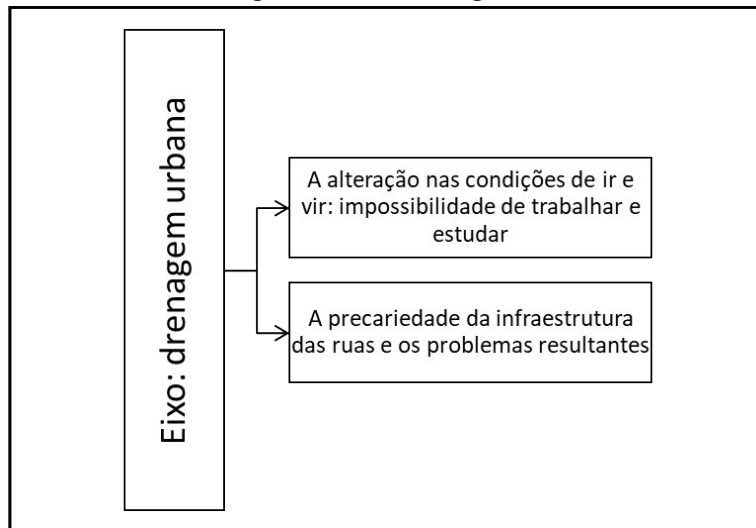 Eixo: drenagem urbana
A alteração nas condições de ir e
vir: impossibilidade de trabalhar e
estudar
A precariedade da infraestrutura
das ruas e os problemas resultantes